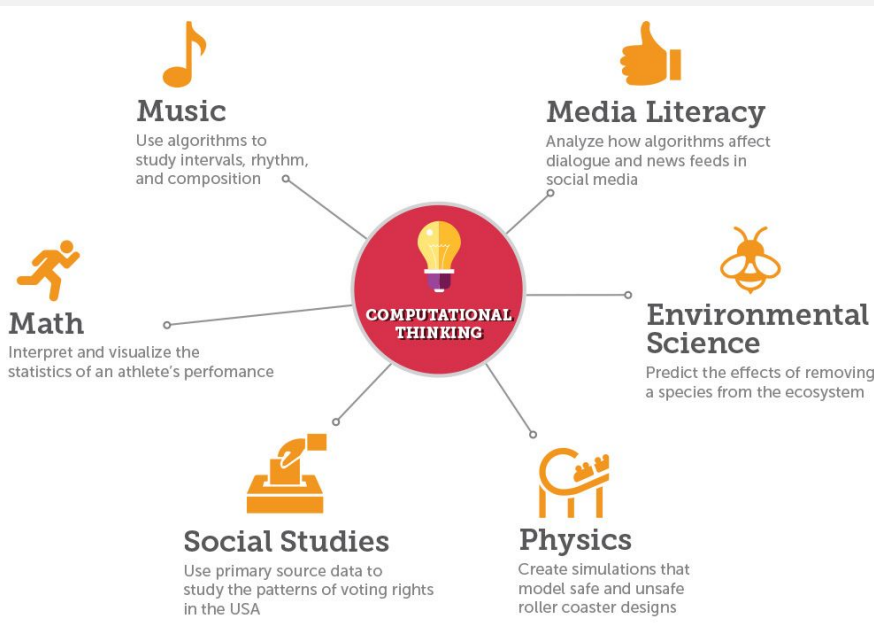 Music
Use algorithms to
study intervals, rhythm,
and composition
Media Literacy
Analyze how algorithms affect
dialogue and news feeds in
social media
COMPUTATIONAL
THINKING
Math
Interpret and visualize the
statistics of an athlete's perfomance
Environmental
Science
Predict the effects of removing
a species from the ecosystem
Social Studies
Use primary source data to
study the patterns of voting rights
in the USA
Physics
Create simulations that
model safe and unsafe
roller coaster designs